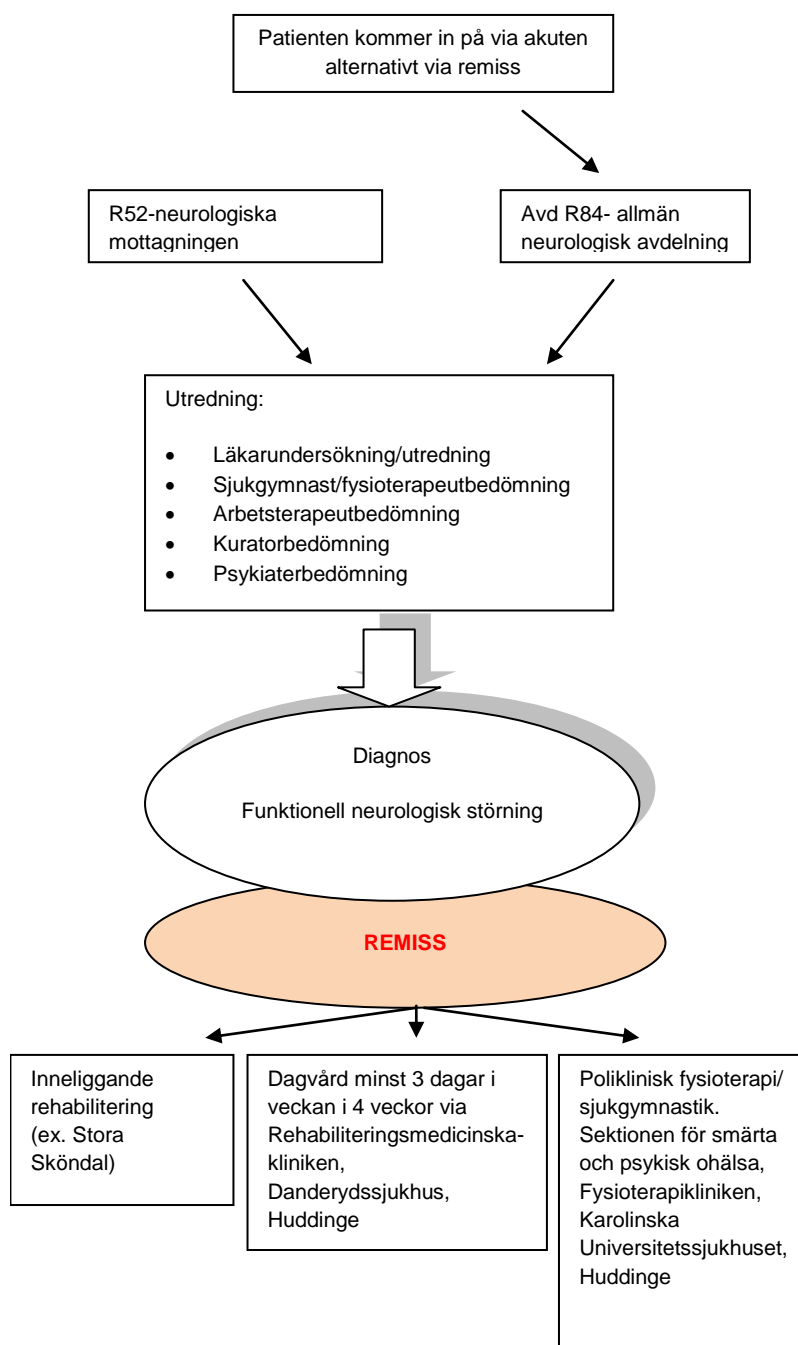 Patienten kommer in på via akuten
alternativt via remiss
R52-neurologiska
mottagningen
Avd R84- allmän
neurologisk avdelning
Utredning:
• Läkarundersökning/utredning
• Sjukgymnast/fysioterapeutbedömning
• Arbetsterapeutbedömning
• Kuratorbedömning
• Psykiaterbedömning
Diagnos
Funktionell neurologisk störning
REMISS
Inneliggande
rehabilitering
(ex. Stora
Sköndal)
Dagvård minst 3 dagar i
veckan i 4 veckor via
Rehabiliteringsmedicinska-
kliniken,
Danderydssjukhus,
Huddinge
Poliklinisk fysioterapi/
sjukgymnastik.
Sektionen för smärta
och psykisk ohälsa,
Fysioterapikliniken,
Karolinska
Universitetssjukhuset,
Huddinge